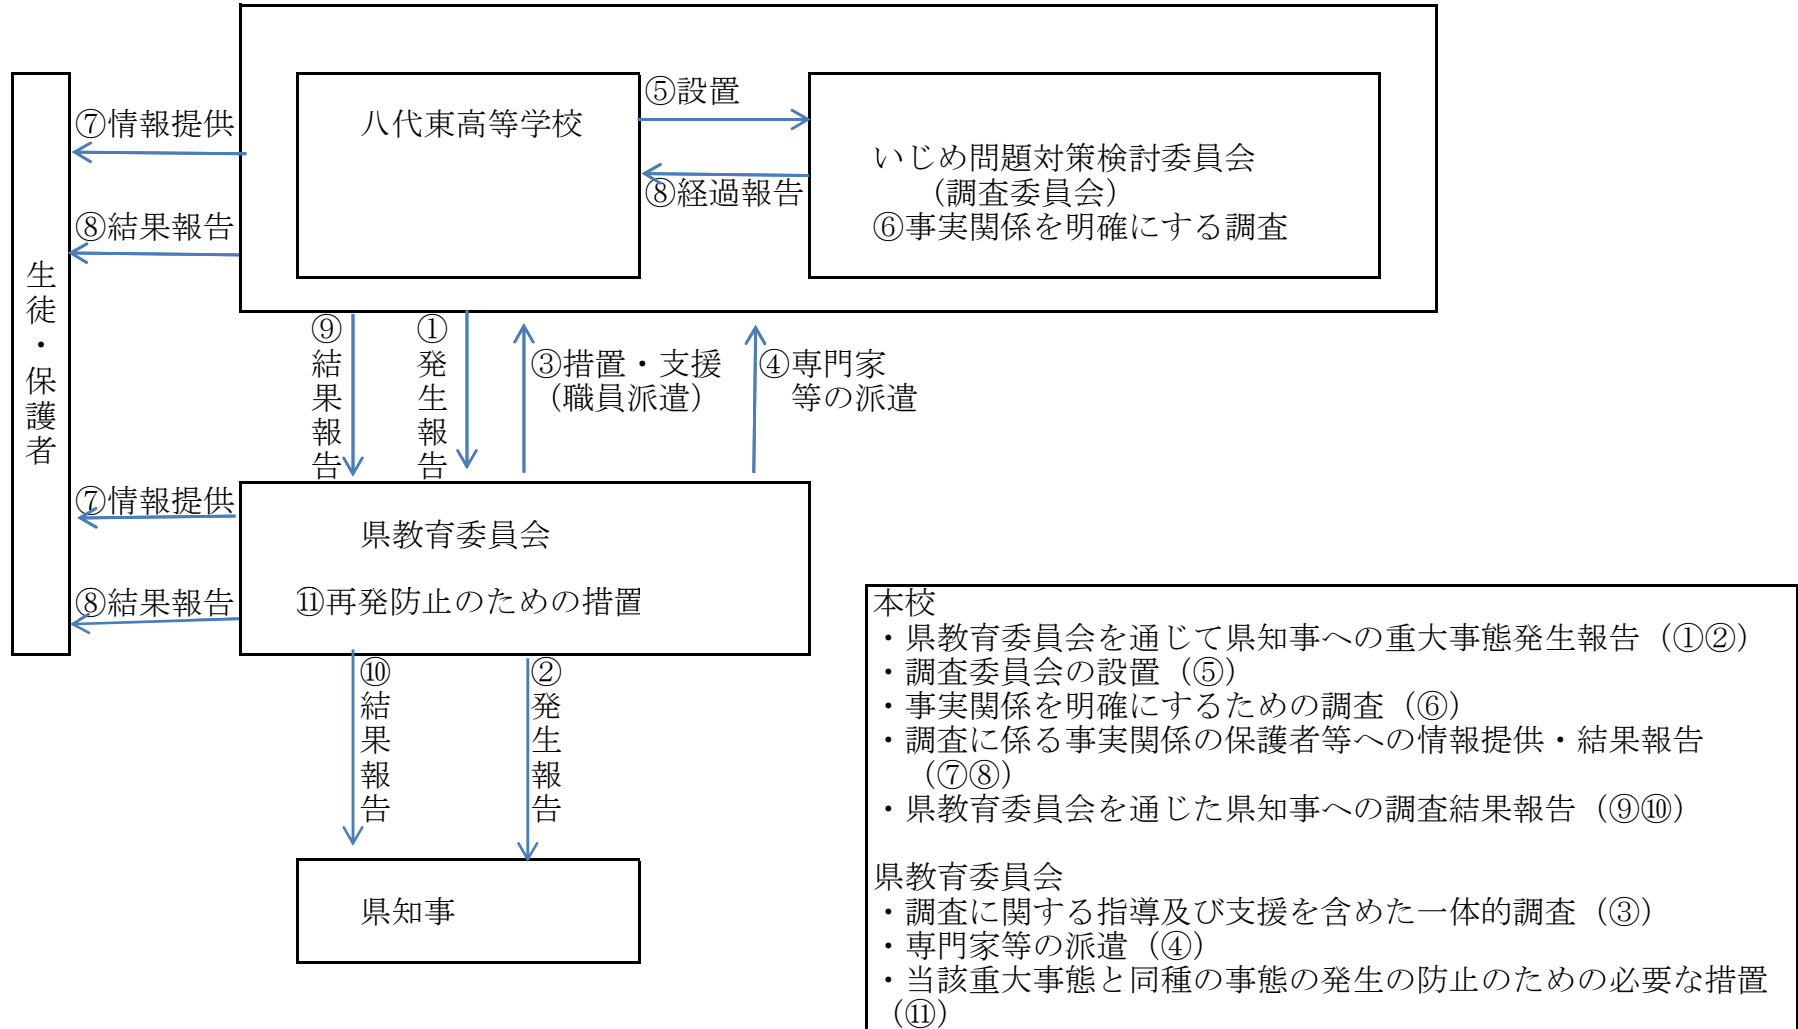 ⑤設置
⑦情報提供
八代東高等学校
いじめ問題対策検討委員会
（調査委員会）
⑧経過報告
⑧結果報告
⑥事実関係を明確にする調査
生徒・保護者
⑨結果報告
①発生報告
③措置・支援
（職員派遣）
④専門家
等の派遣
⑦情報提供
県教育委員会
⑧結果報告
⑪再発防止のための措置
⑩結果報告
②発生報告
県知事
本校
・県教育委員会を通じて県知事への重大事態発生報告（①②）
・調査委員会の設置（⑤）
・事実関係を明確にするための調査（⑥）
・調査に係る事実関係の保護者等への情報提供・結果報告
（⑦⑧）
・県教育委員会を通じた県知事への調査結果報告（⑨⑩）
県教育委員会
・調査に関する指導及び支援を含めた一体的調査（③）
・専門家等の派遣（④）
・当該重大事態と同種の事態の発生の防止のための必要な措置
（⑪）